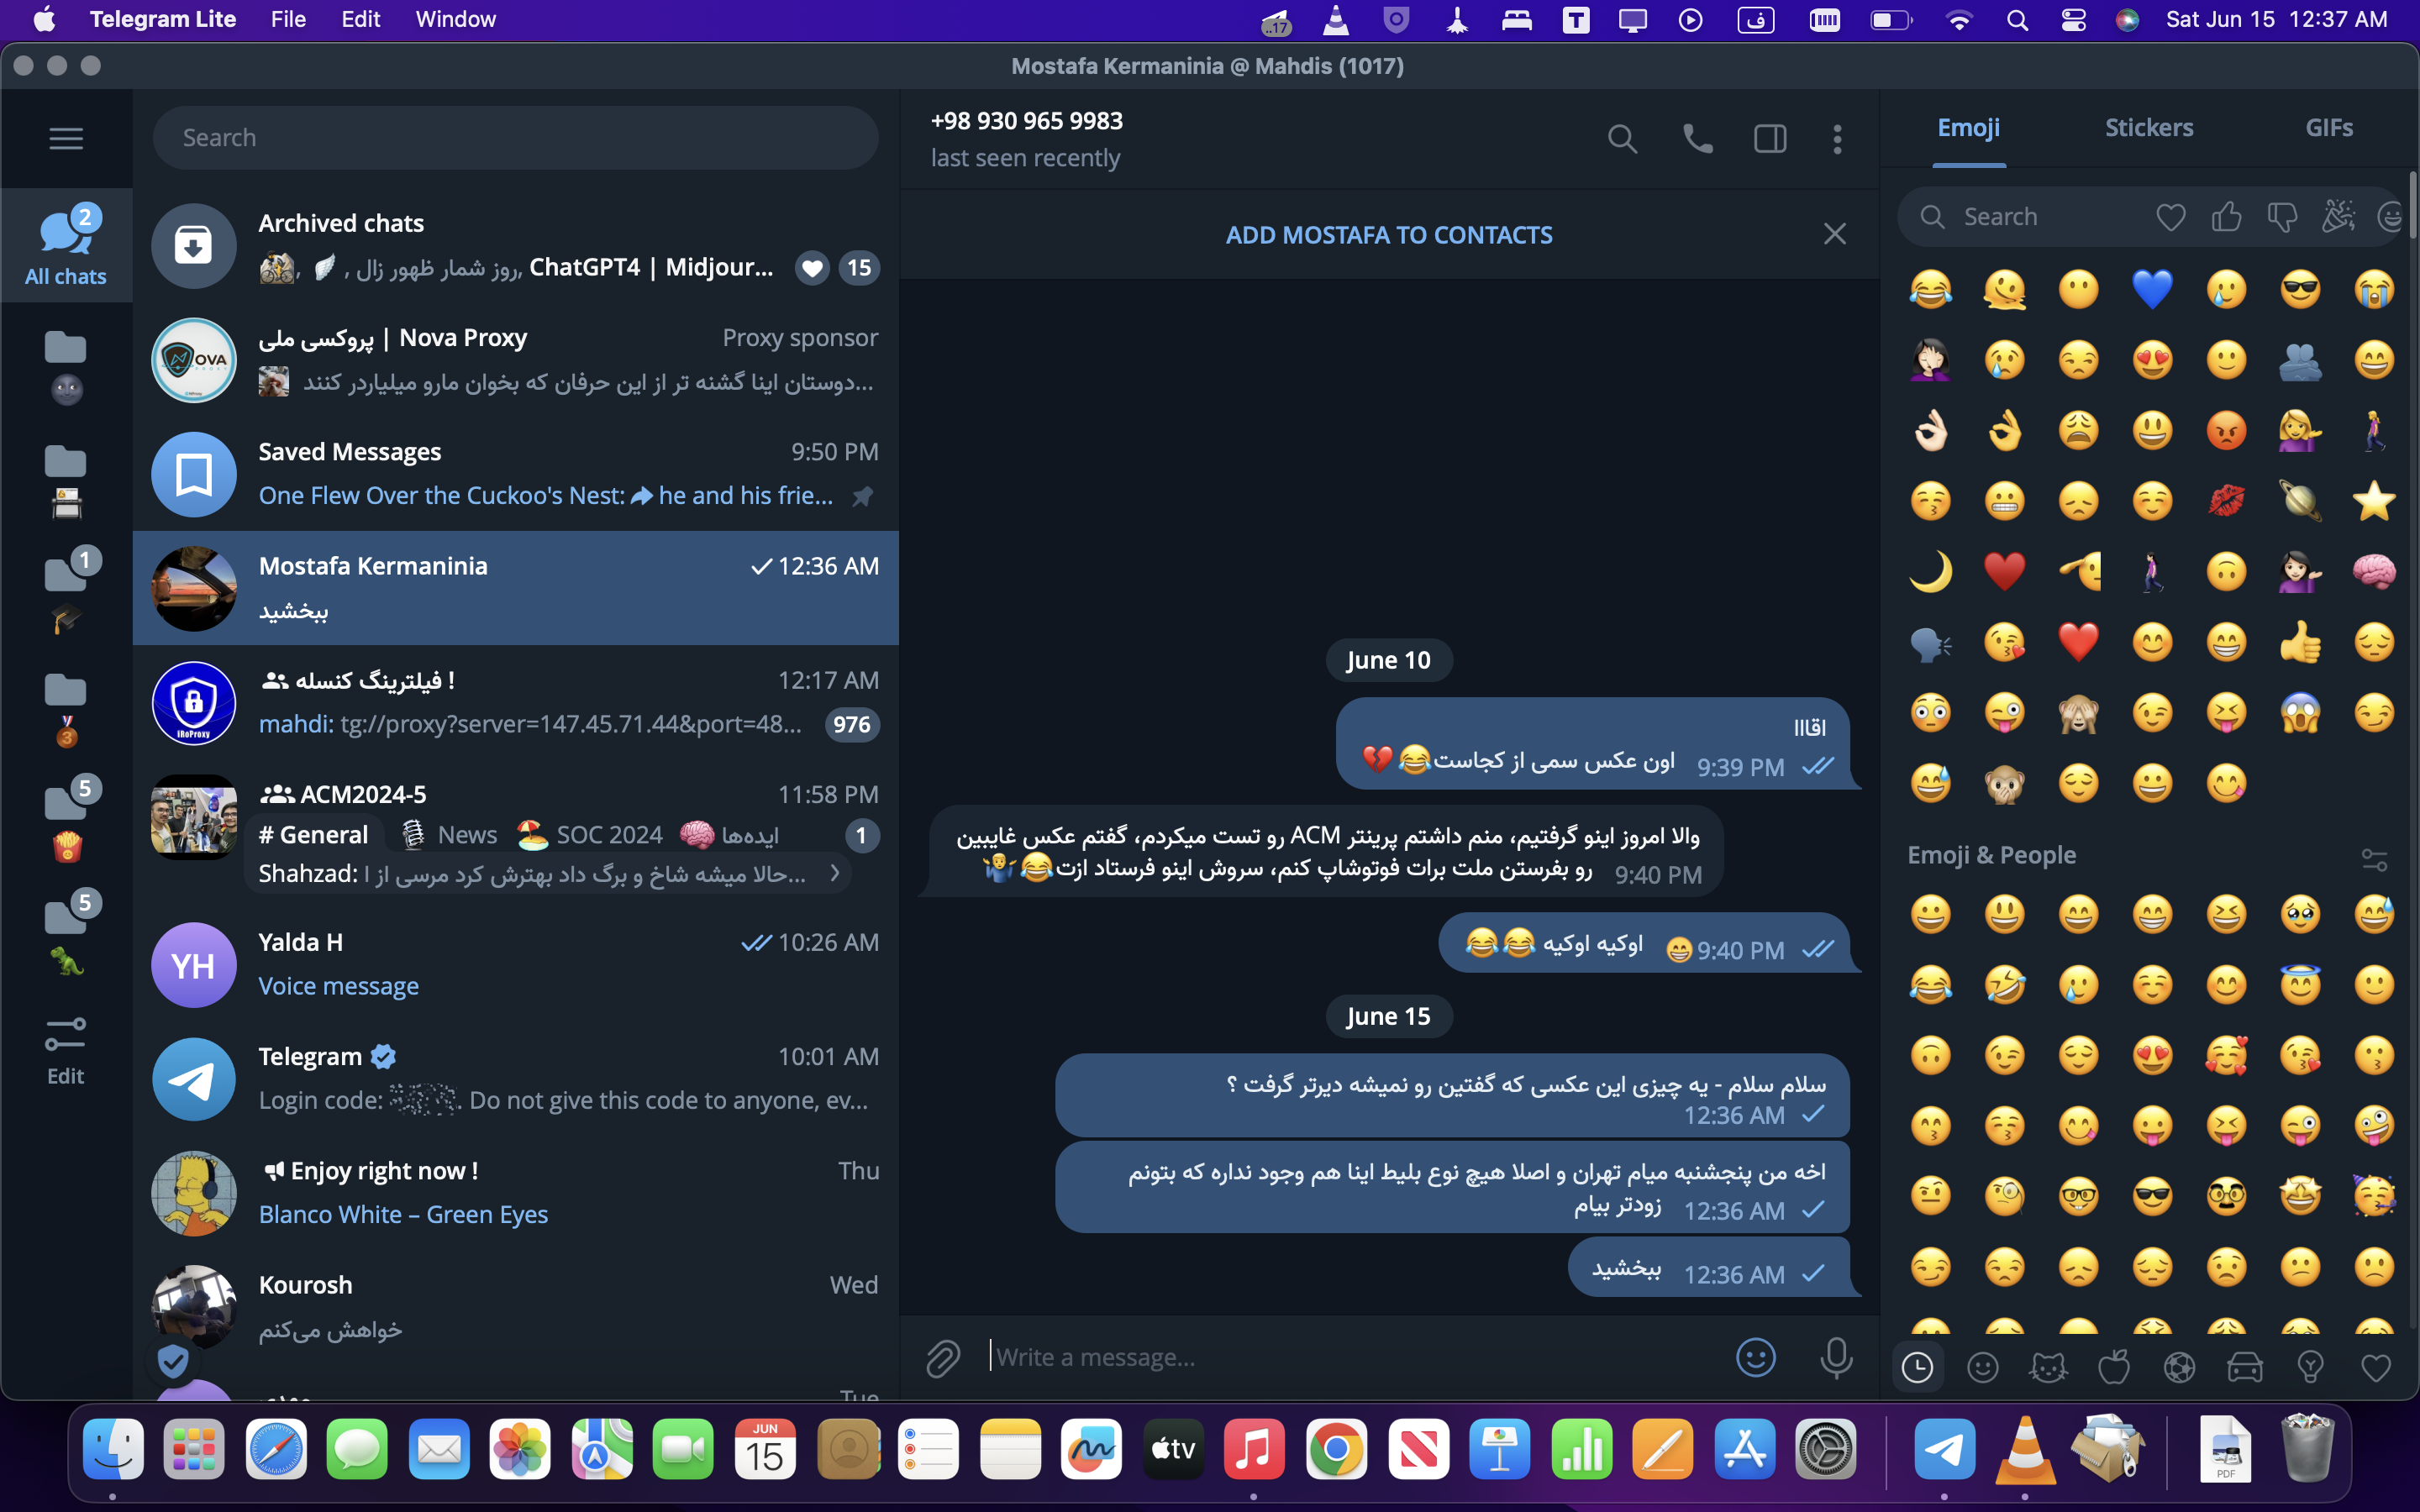 Telegram Lite File Edit Window
..17
T
ف
Sat Jun 15 12:37 AM
Mostafa Kermaninia @ Mahdis (1017)
Search
2
All chats
1
3
5
5
Edit
Archived chats
روز شمار ظهور زال, ChatGPT4 | Midjour... 15
پروکسی ملی | Nova Proxy Proxy sponsor
OVA
دوستان اینا گشنه تر از این حرفان که بخوان مارو میلیاردر کنند...
Saved Messages 9:50 PM
One Flew Over the Cuckoo's Nest: he and his frie...
Mostafa Kermaninia 12:36 AM
ببخشید
فیلترینگ کنسله ! 12:17 AM
iRoProxy
mahdi: tg://proxy?server=147.45.71.44&port=48... 976
ACM2024-5 11:58 PM
# General News SOC 2024 ایده‌ها 1
Shahzad: حالا میشه شاخ و برگ داد بهترش کرد مرسی از ا...
YH
Yalda H 10:26 AM
Voice message
Telegram 10:01 AM
Login code: . Do not give this code to anyone, ev...
Enjoy right now ! Thu
Blanco White – Green Eyes
Kourosh Wed
خواهش می‌کنم
Tue
+98 930 965 9983
last seen recently
ADD MOSTAFA TO CONTACTS
June 10
اقااا
اون عکس سمی از کجاست😂💔 9:39 PM
والا امروز اینو گرفتیم، منم داشتم پرینتر ACM رو تست میکردم، گفتم عکس غایبین
رو بفرستن ملت برات فوتوشاپ کنم، سروش اینو فرستاد ازت😂🤷‍♂️ 9:40 PM
اوکیه اوکیه 😂😂 😁9:40 PM
June 15
سلام سلام - یه چیزی این عکسی که گفتین رو نمیشه دیرتر گرفت ؟
12:36 AM
اخه من پنجشنبه میام تهران و اصلا هیچ نوع بلیط اینا هم وجود نداره که بتونم
زودتر بیام 12:36 AM
ببخشید 12:36 AM
Write a message...
Emoji Stickers GIFs
Search
Emoji & People
JUN
15
tv
PDF